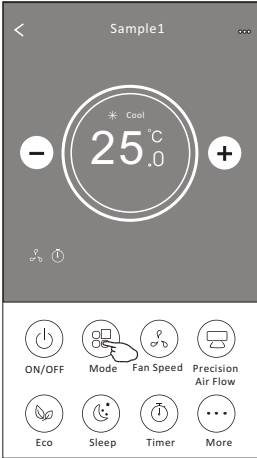 Sample1
Cool
25.0 °C
ON/OFF
Mode
Fan Speed
Precision
Air Flow
Eco
Sleep
Timer
More